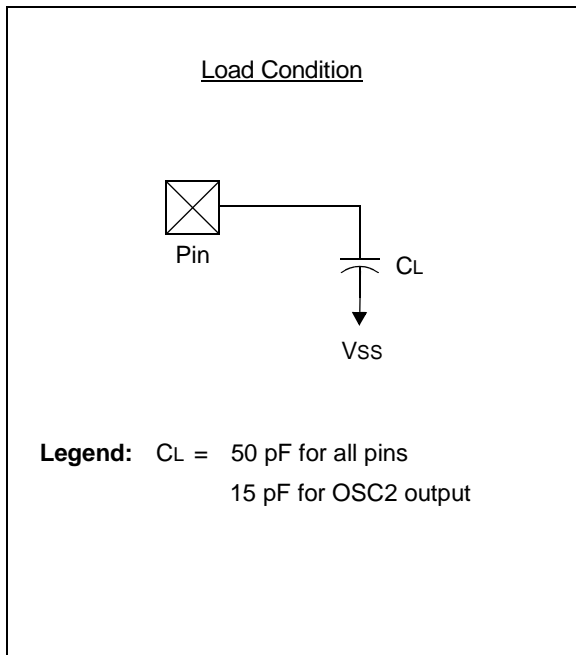 Load Condition
Pin
CL
VSS
Legend: CL = 50 pF for all pins
15 pF for OSC2 output